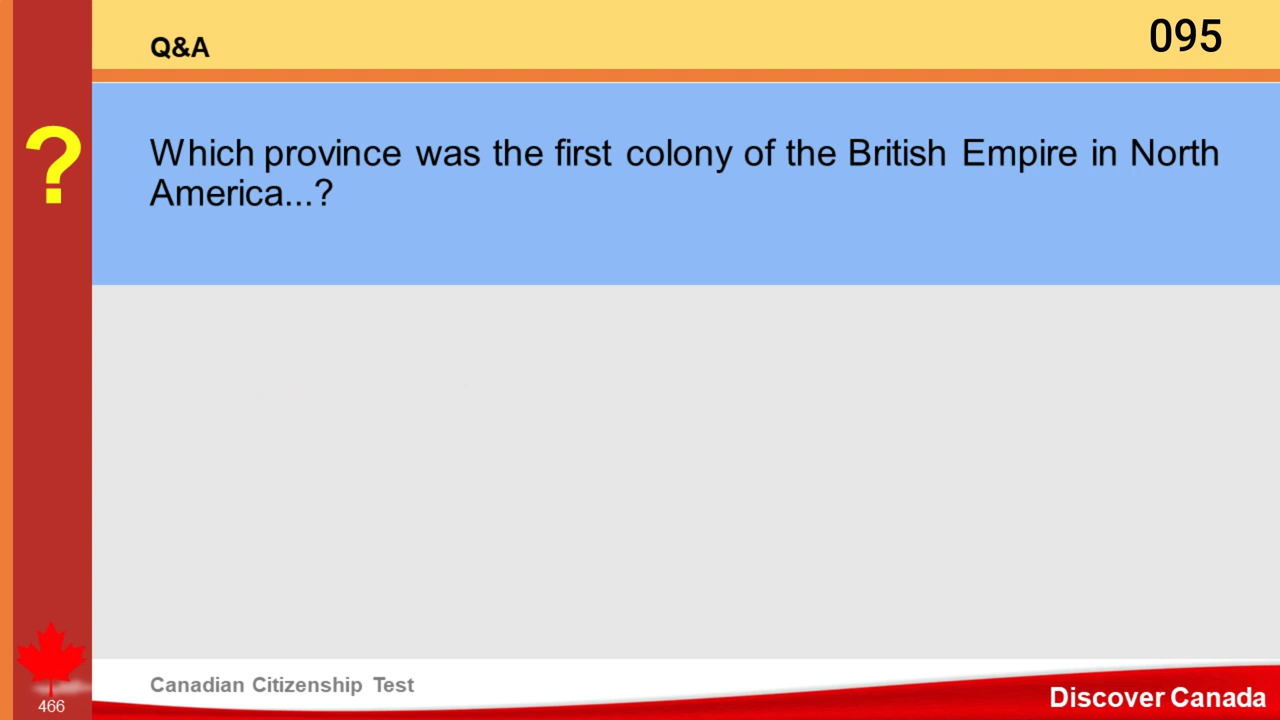 Q&A
095
?
Which province was the first colony of the British Empire in North
America...?
Canadian Citizenship Test
466
Discover Canada